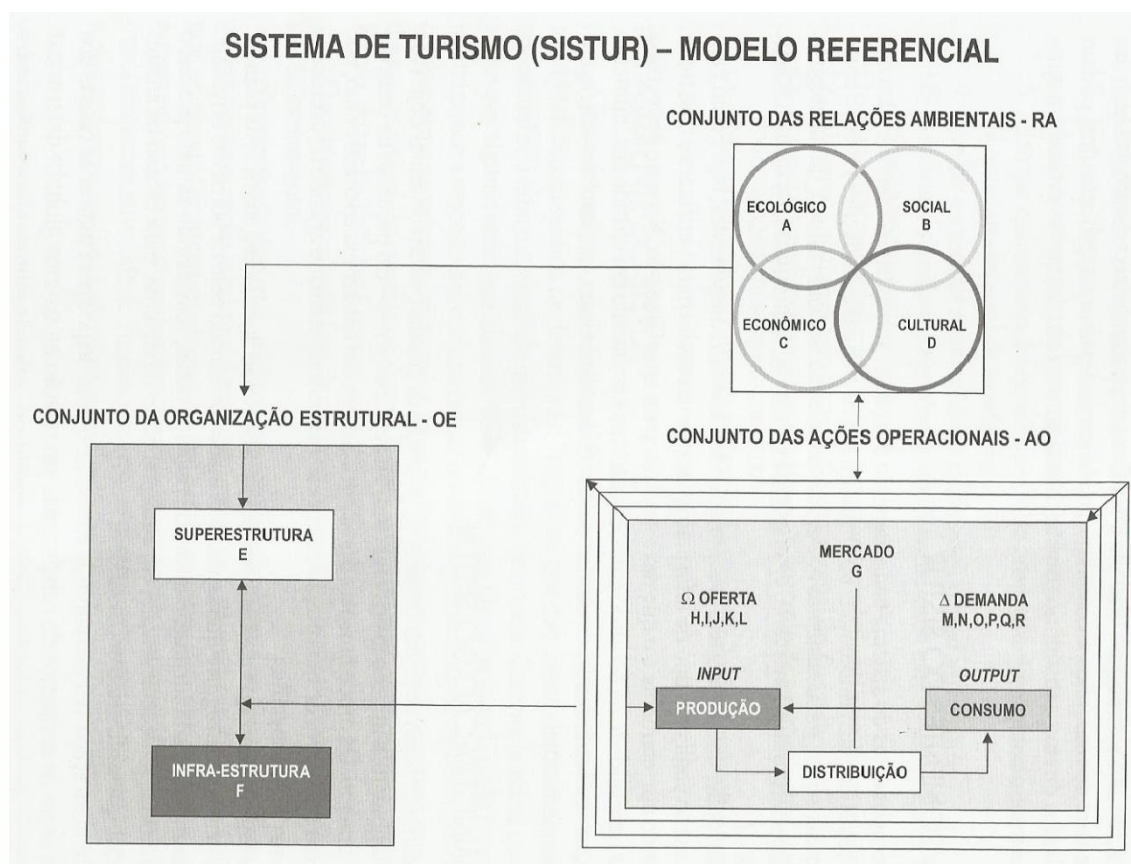 SISTEMA DE TURISMO (SISTUR) – MODELO REFERENCIAL
CONJUNTO DAS RELAÇÕES AMBIENTAIS - RA
ECOLÓGICO
A
SOCIAL
B
ECONÔMICO
C
CULTURAL
D
CONJUNTO DA ORGANIZAÇÃO ESTRUTURAL - OE
SUPERESTRUTURA
E
INFRA-ESTRUTURA
F
CONJUNTO DAS AÇÕES OPERACIONAIS - AO
MERCADO
G
Ω OFERTA
H,I,J,K,L
Δ DEMANDA
M,N,O,P,Q,R
INPUT
PRODUÇÃO
OUTPUT
CONSUMO
DISTRIBUIÇÃO